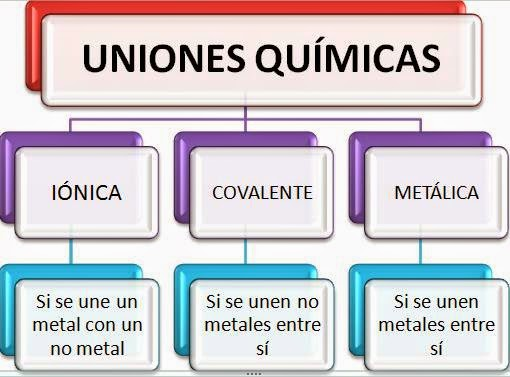 UNIONES QUÍMICAS
IÓNICA
COVALENTE
METÁLICA
Si se une un
metal con un
no metal
Si se unen no
metales entre
sí
Si se unen
metales entre
sí